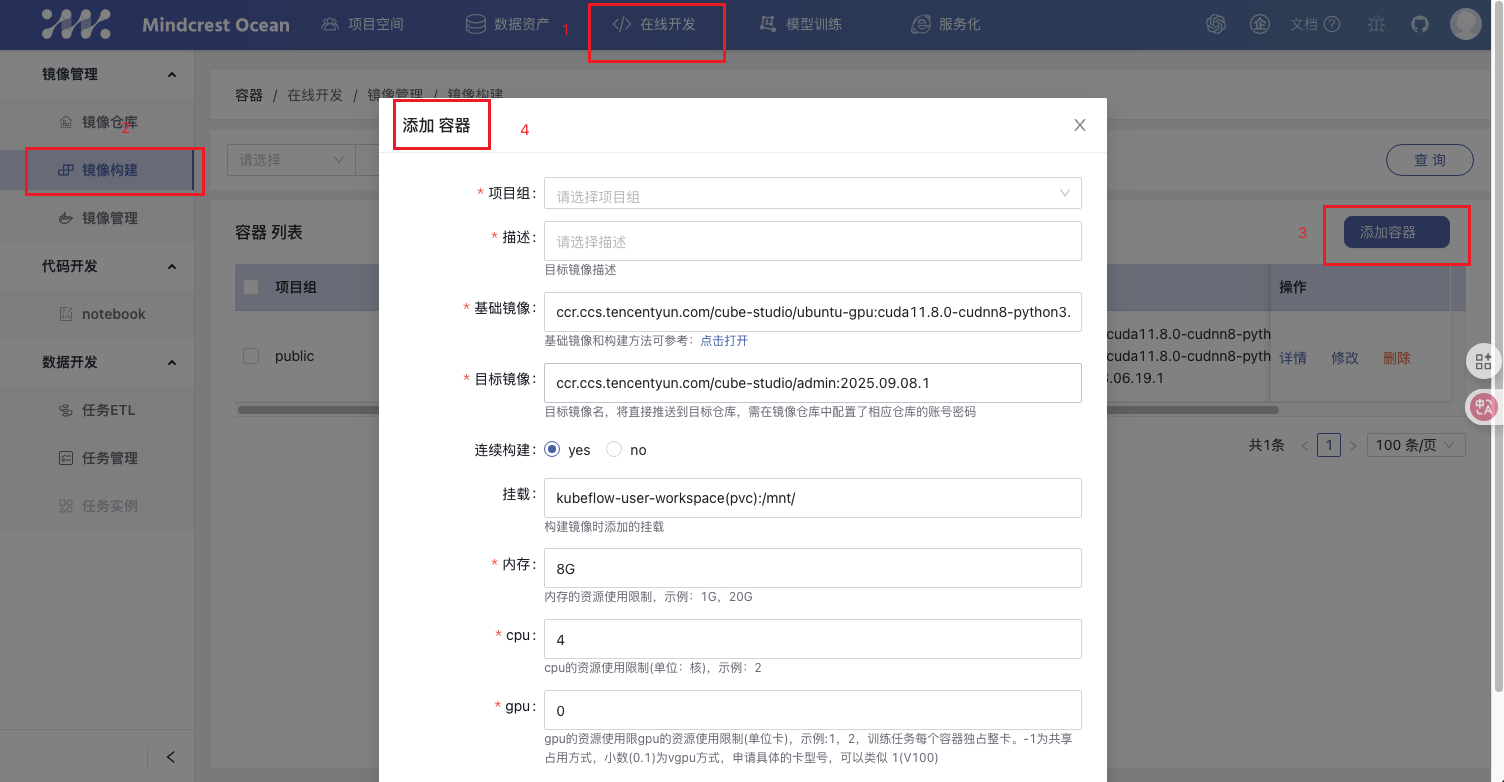 Mindcrest Ocean 项目空间 数据资产 1 在线开发 模型训练 服务化 文档
镜像管理
容器 / 在线开发 / 镜像管理 / 镜像构建
镜像仓库
2
添加 容器 4
请选择
查 询
镜像构建
* 项目组: 请选择项目组
镜像管理
容器 列表
3 添加容器
* 描述: 请选择描述
目标镜像描述
代码开发
项目组
操作
notebook
* 基础镜像: ccr.ccs.tencentyun.com/cube-studio/ubuntu-gpu:cuda11.8.0-cudnn8-python3.
基础镜像和构建方法可参考: 点击打开
cuda11.8.0-cudnn8-pyth
数据开发
public
cuda11.8.0-cudnn8-pyth
详情 修改 删除
.06.19.1
* 目标镜像: ccr.ccs.tencentyun.com/cube-studio/admin:2025.09.08.1
目标镜像名，将直接推送到目标仓库，需在镜像仓库中配置了相应仓库的账号密码
任务ETL
连续构建: yes no
共1条 < 1 > 100 条/页
任务管理
挂载: kubeflow-user-workspace(pvc):/mnt/
构建镜像时添加的挂载
任务实例
* 内存: 8G
内存的资源使用限制，示例：1G，20G
* cpu: 4
cpu的资源使用限制(单位：核)，示例：2
* gpu: 0
gpu的资源使用限gpu的资源使用限制(单位卡)，示例:1，2，训练任务每个容器独占整卡。-1为共享
占用方式，小数(0.1)为vgpu方式，申请具体的卡型号，可以类似 1(V100)